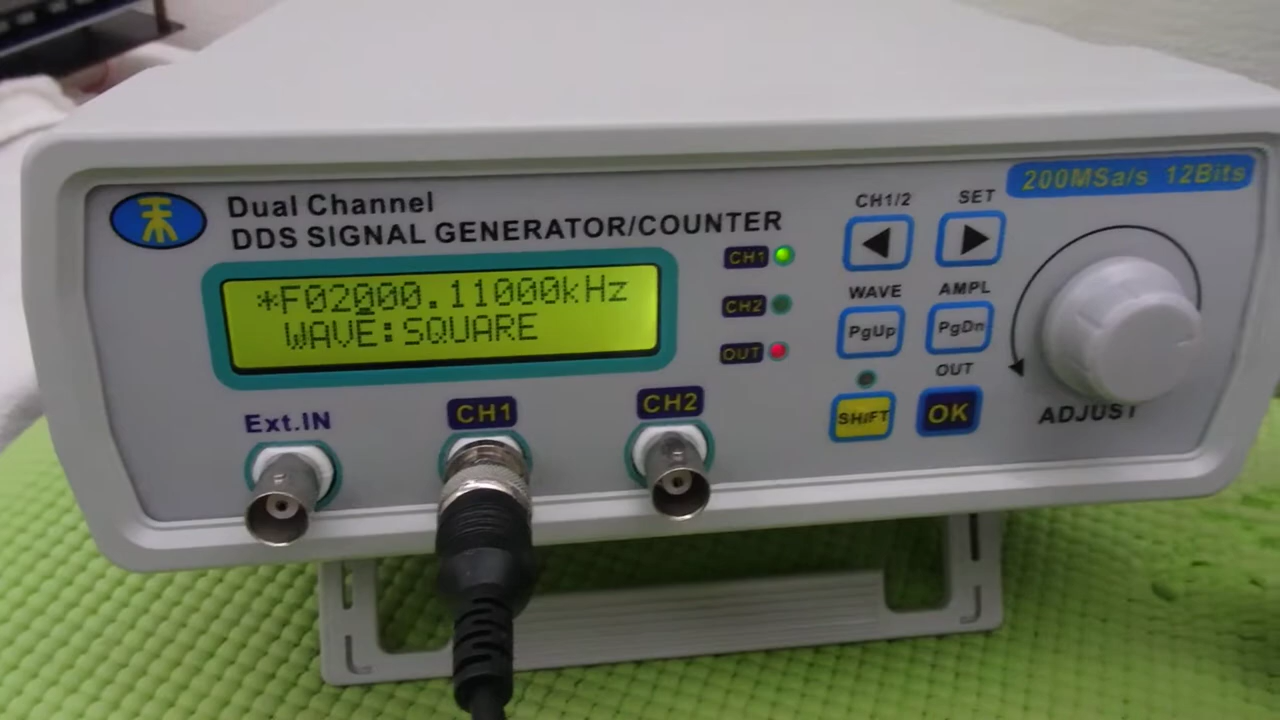 Dual Channel
DDS SIGNAL GENERATOR/COUNTER
200MSa/s 12Bits
*F02000.11000kHz
WAVE:SQUARE
CH1
CH2
OUT
CH1/2
SET
WAVE
AMPL
PgUp
PgDn
OUT
SHIFT
OK
ADJUST
Ext.IN
CH1
CH2